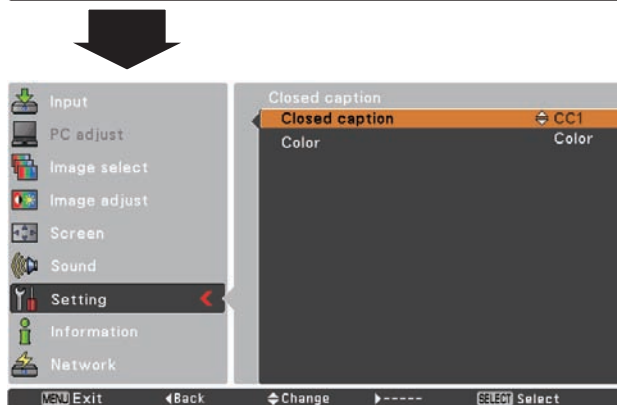 Input
PC adjust
Image select
Image adjust
Screen
Sound
Setting
Information
Network
Closed caption
Closed caption CC1
Color Color
MENU Exit Back Change ----- SELECT Select